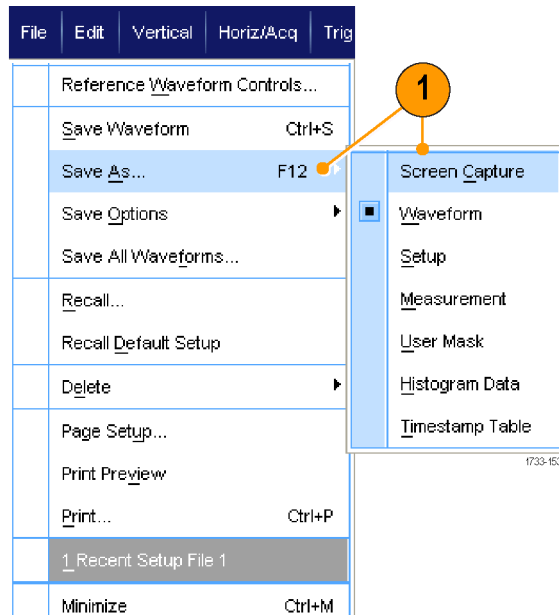 File Edit Vertical Horiz/Acq Trig
Reference Waveform Controls...
Save Waveform Ctrl+S
Save As... F12
Save Options
Save All Waveforms...
Recall...
Recall Default Setup
Delete
Page Setup...
Print Preview
Print... Ctrl+P
1 Recent Setup File 1
Minimize Ctrl+M
1
Screen Capture
Waveform
Setup
Measurement
User Mask
Histogram Data
Timestamp Table